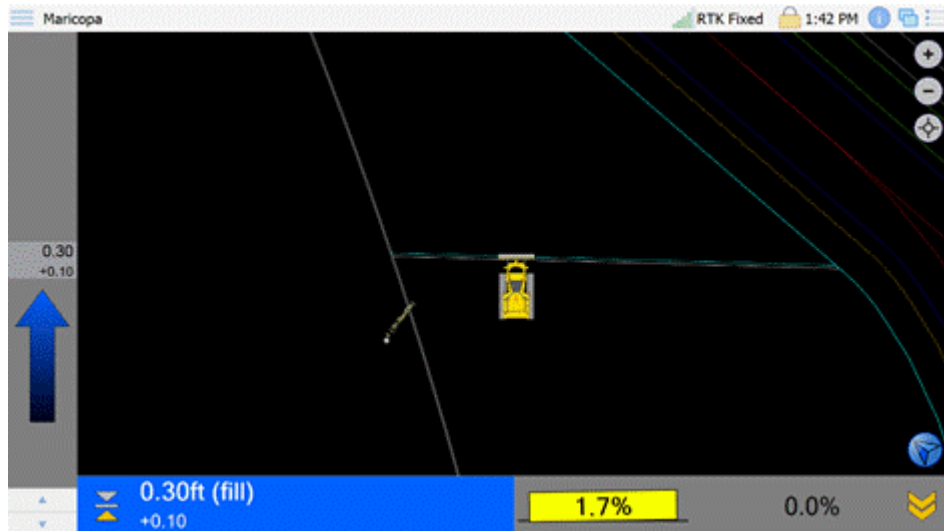 Maricopa
RTK Fixed
1:42 PM
0.30
+0.10
0.30ft (fill)
+0.10
1.7%
0.0%